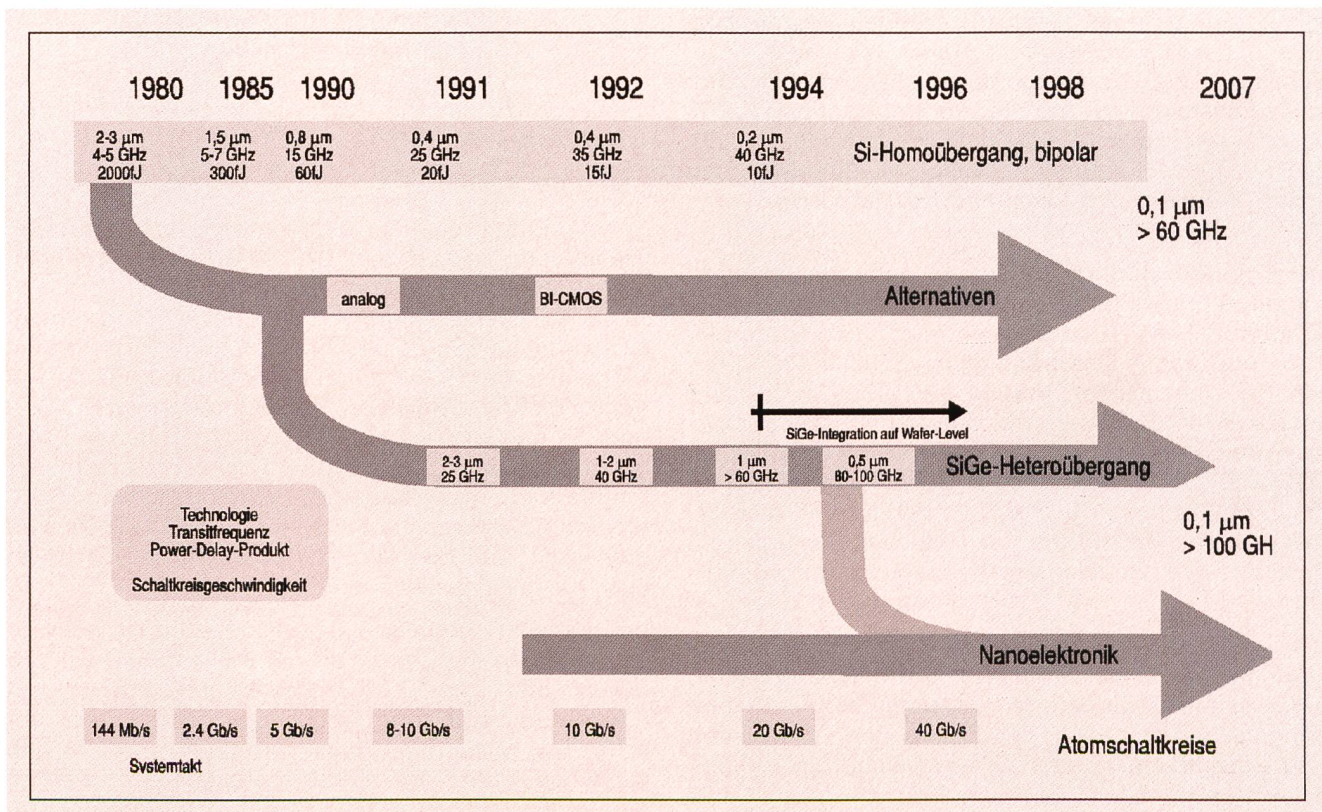 1980 1985 1990 1991 1992 1994 1996 1998 2007
2-3 µm 1,5 µm 0,8 µm 0,4 µm 0,4 µm 0,2 µm
4-5 GHz 5-7 GHz 15 GHz 25 GHz 35 GHz 40 GHz
2000fJ 300fJ 60fJ 20fJ 15fJ 10fJ
Si-Homoübergang, bipolar
0,1 µm
> 60 GHz
analog BI-CMOS Alternativen
SiGe-Integration auf Wafer-Level
2-3 µm 1-2 µm 1 µm 0,5 µm
25 GHz 40 GHz > 60 GHz 80-100 GHz
SiGe-Heteroübergang
Technologie
Transitfrequenz
Power-Delay-Produkt
Schaltkreisgeschwindigkeit
0,1 µm
> 100 GH
Nanoelektronik
144 Mb/s 2.4 Gb/s 5 Gb/s 8-10 Gb/s 10 Gb/s 20 Gb/s 40 Gb/s
Atomschaltkreise
Systemtakt